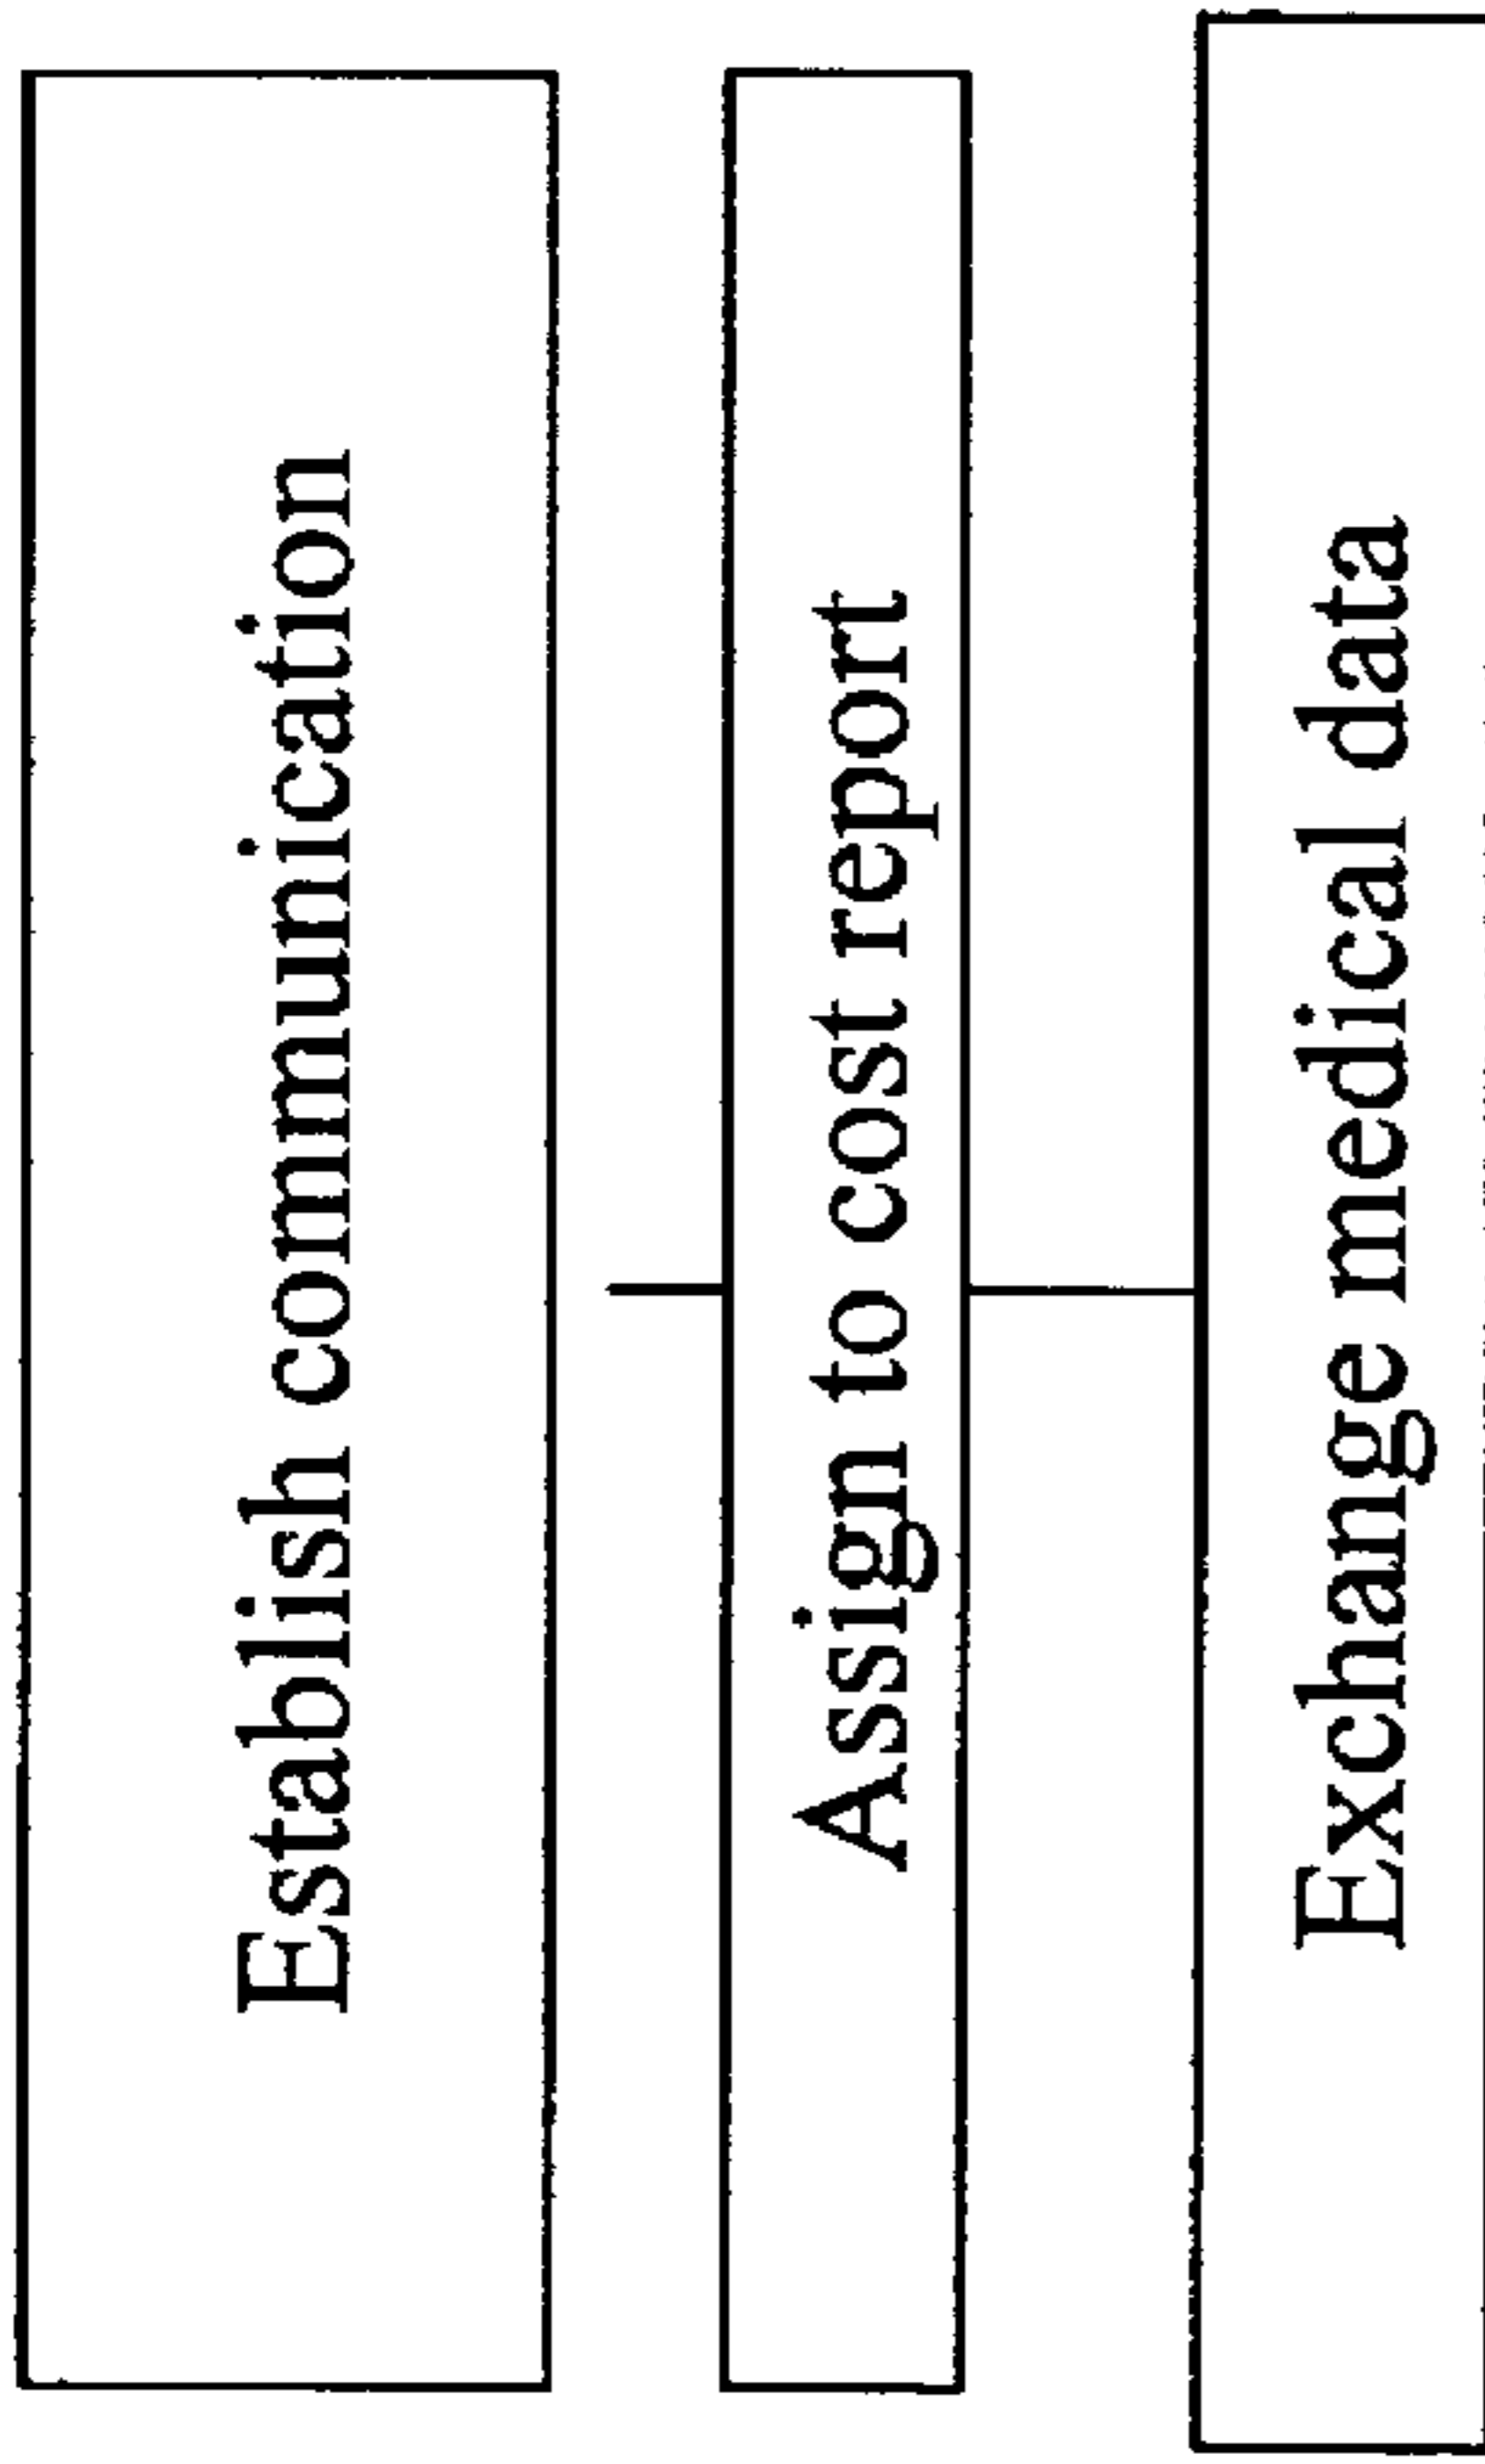 Establish communication
Assign to cost report
Exchange medical data